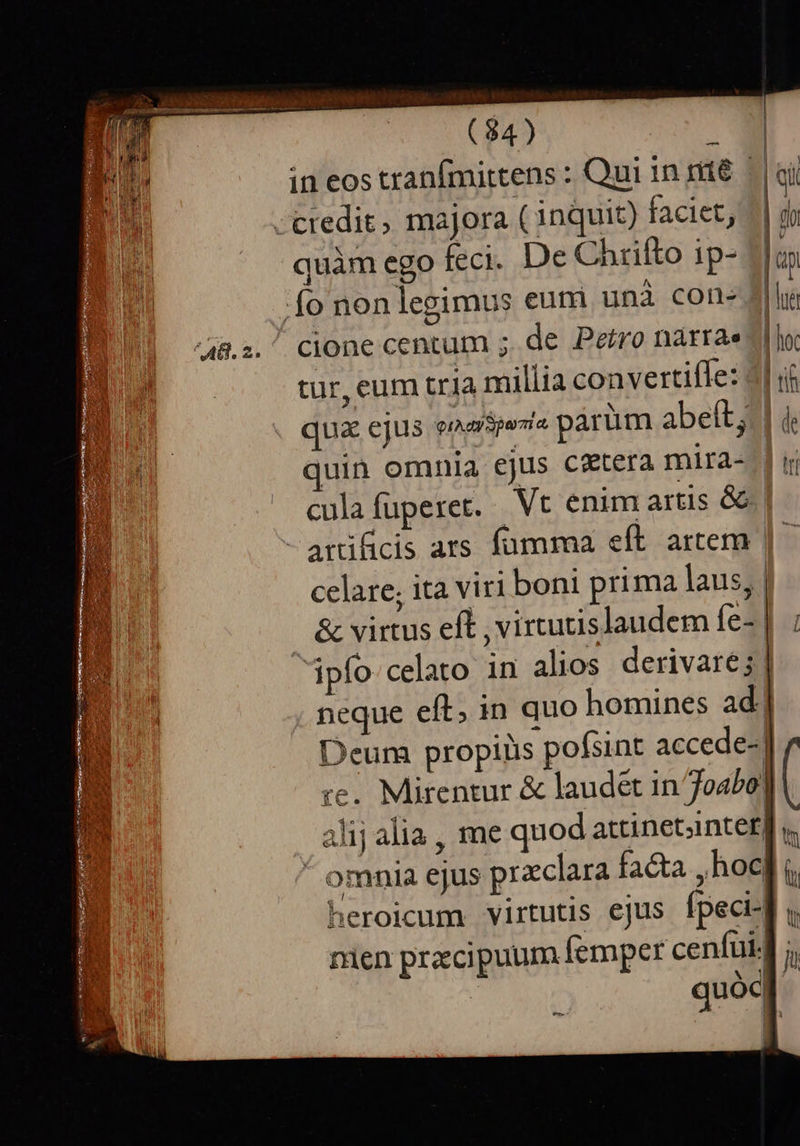 (84)
in eos tranſmittens : Qui in mè
credit, majora (inquit) faciet,
quàm ego feci. De Chriſto ip-
ſo non legimus eum unâ con-
Act. 2. cione centum ; de Petro narra-
tur, eum tria millia convertiſſe:
quæ ejus φιλανθρωπία parùm abeſt,
quin omnia ejus cætera mira-
cula ſuperet. Vt enim artis &
artificis ars ſumma eſt artem
celare; ita viri boni prima laus,
& virtus eſt, virtutis laudem ſe-
ipſo celato in alios derivare;
neque eſt, in quo homines ad
Deum propiùs poſsint accede-
re. Mirentur & laudēt in Joabo
alij alia, me quod attinet, inter
omnia ejus præclara facta, hoc
heroicum virtutis ejus ſpeci-
men præcipuum ſemper cenſui:
quòd